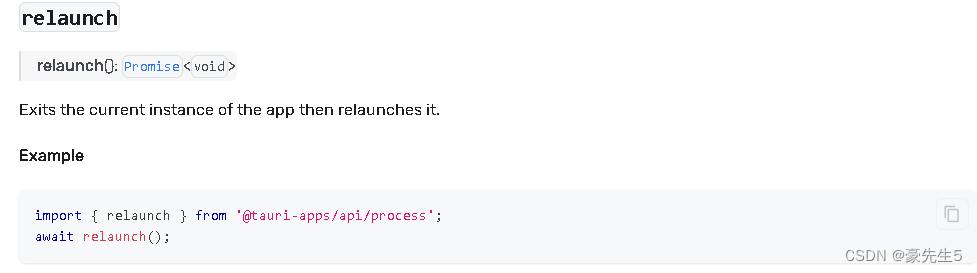 relaunch
relaunch(): Promise<void>
Exits the current instance of the app then relaunches it.
Example
import { relaunch } from '@tauri-apps/api/process';
await relaunch();
CSDN @豪先生5